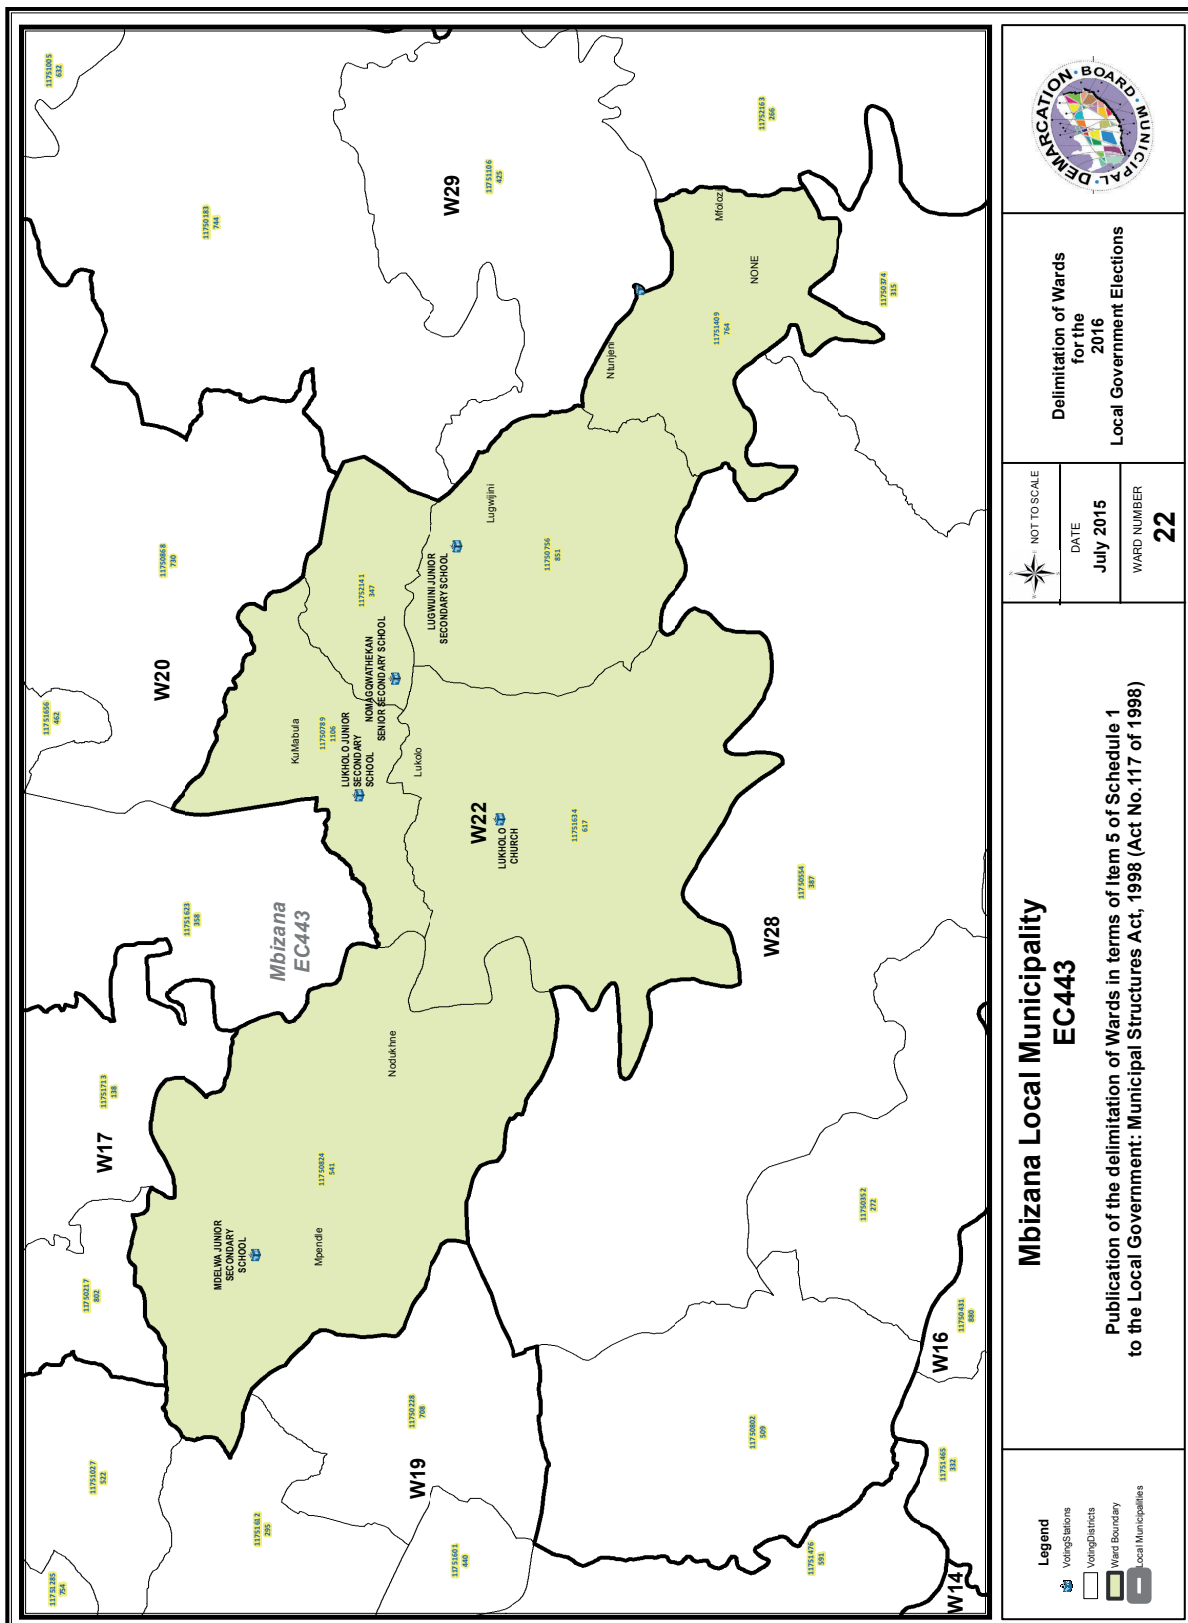 11751285
754
11751027
522
11750217
802
W17
11751713
138
11751623
358
11751656
462
W20
11750868
730
11750183
744
11751005
632
11751612
295
MDELWA JUNIOR
SECONDARY
SCHOOL
Mpendle
11750824
541
Nodukhne
Mbizana
EC443
KuMabula
11750789
1106
LUKHOLO JUNIOR
SECONDARY
SCHOOL
NOMAGQWATHEKAN
SENIOR SECONDARY SCHOOL
11752141
347
Lukolo
LUGWIJINI JUNIOR
SECONDARY SCHOOL
Lugwijini
W29
11751106
425
11752163
266
11751601
440
W19
11750228
708
W22
LUKHOLO
CHURCH
11751634
617
11750756
851
Ntunjeni
11751409
764
NONE
Mfolozi
11750374
315
11751476
591
11750802
509
11750352
272
W28
11750554
387
W14
11751465
332
W16
11750431
880
Legend
VotingStations
VotingDistricts
Ward Boundary
Local Municipalities
Mbizana Local Municipality
EC443
Publication of the delimitation of Wards in terms of Item 5 of Schedule 1
to the Local Government: Municipal Structures Act, 1998 (Act No.117 of 1998)
NOT TO SCALE
DATE
July 2015
WARD NUMBER
22
Delimitation of Wards
for the
2016
Local Government Elections
MUNICIPAL • DEMARCATION • BOARD •